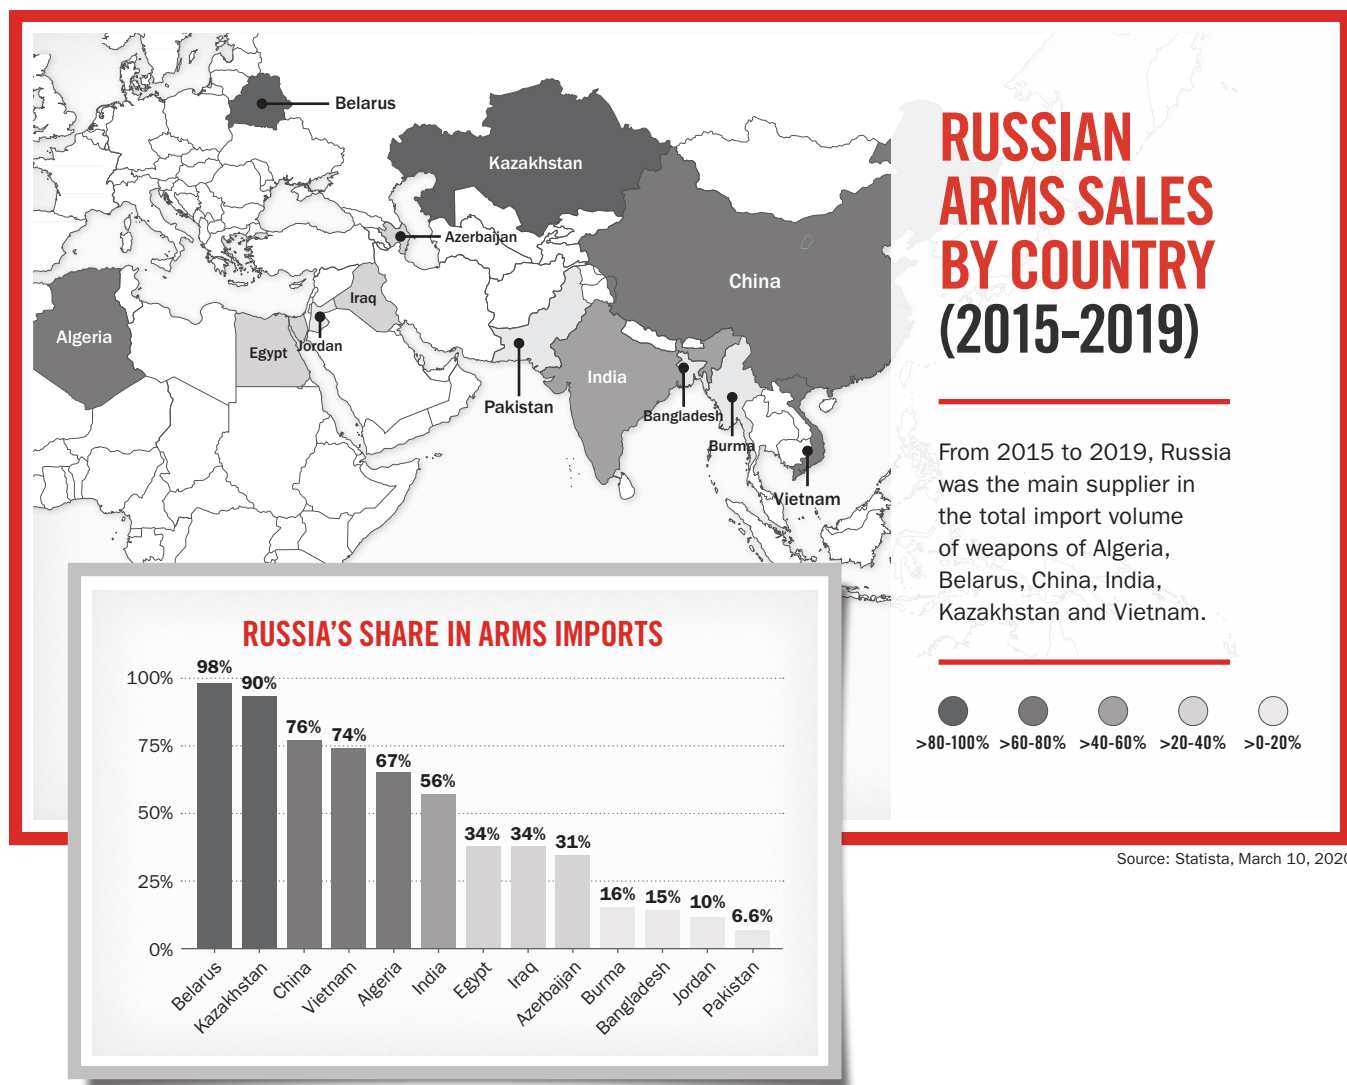 RUSSIAN
ARMS SALES
BY COUNTRY
(2015-2019)
From 2015 to 2019, Russia
was the main supplier in
the total import volume
of weapons of Algeria,
Belarus, China, India,
Kazakhstan and Vietnam.
>80-100% >60-80% >40-60% >20-40% >0-20%
Belarus
Kazakhstan
Azerbaijan
China
Iraq
Algeria
Jordan
Egypt
India
Pakistan
Bangladesh
Burma
Vietnam
RUSSIA'S SHARE IN ARMS IMPORTS
100%
75%
50%
25%
0%
98%
90%
76%
74%
67%
56%
34%
34%
31%
16%
15%
10%
6.6%
Belarus
Kazakhstan
China
Vietnam
Algeria
India
Egypt
Iraq
Azerbaijan
Burma
Bangladesh
Jordan
Pakistan
Source: Statista, March 10, 2020